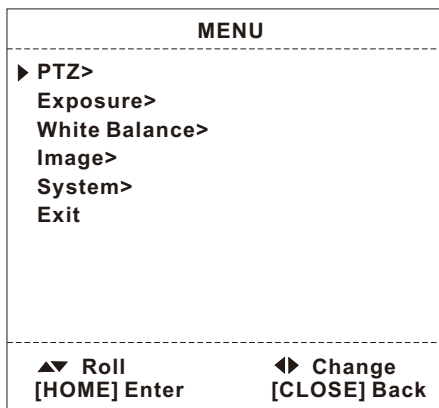 MENU
▶ PTZ>
Exposure>
White Balance>
Image>
System>
Exit
▲▼ Roll ◀▶ Change
[HOME] Enter [CLOSE] Back